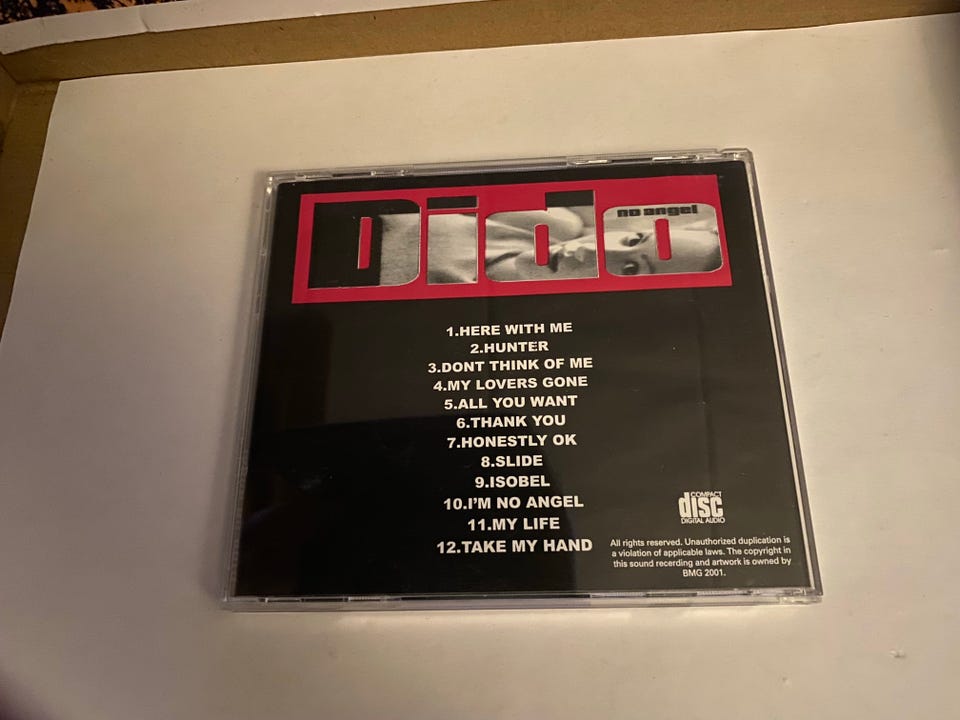 Dido
no angel
1.HERE WITH ME
2.HUNTER
3.DONT THINK OF ME
4.MY LOVERS GONE
5.ALL YOU WANT
6.THANK YOU
7.HONESTLY OK
8.SLIDE
9.ISOBEL
10.I'M NO ANGEL
11.MY LIFE
12.TAKE MY HAND
COMPACT
disc
DIGITAL AUDIO
All rights reserved. Unauthorized duplication is
a violation of applicable laws. The copyright in
this sound recerding and artwork is owned by
BMG 2001.